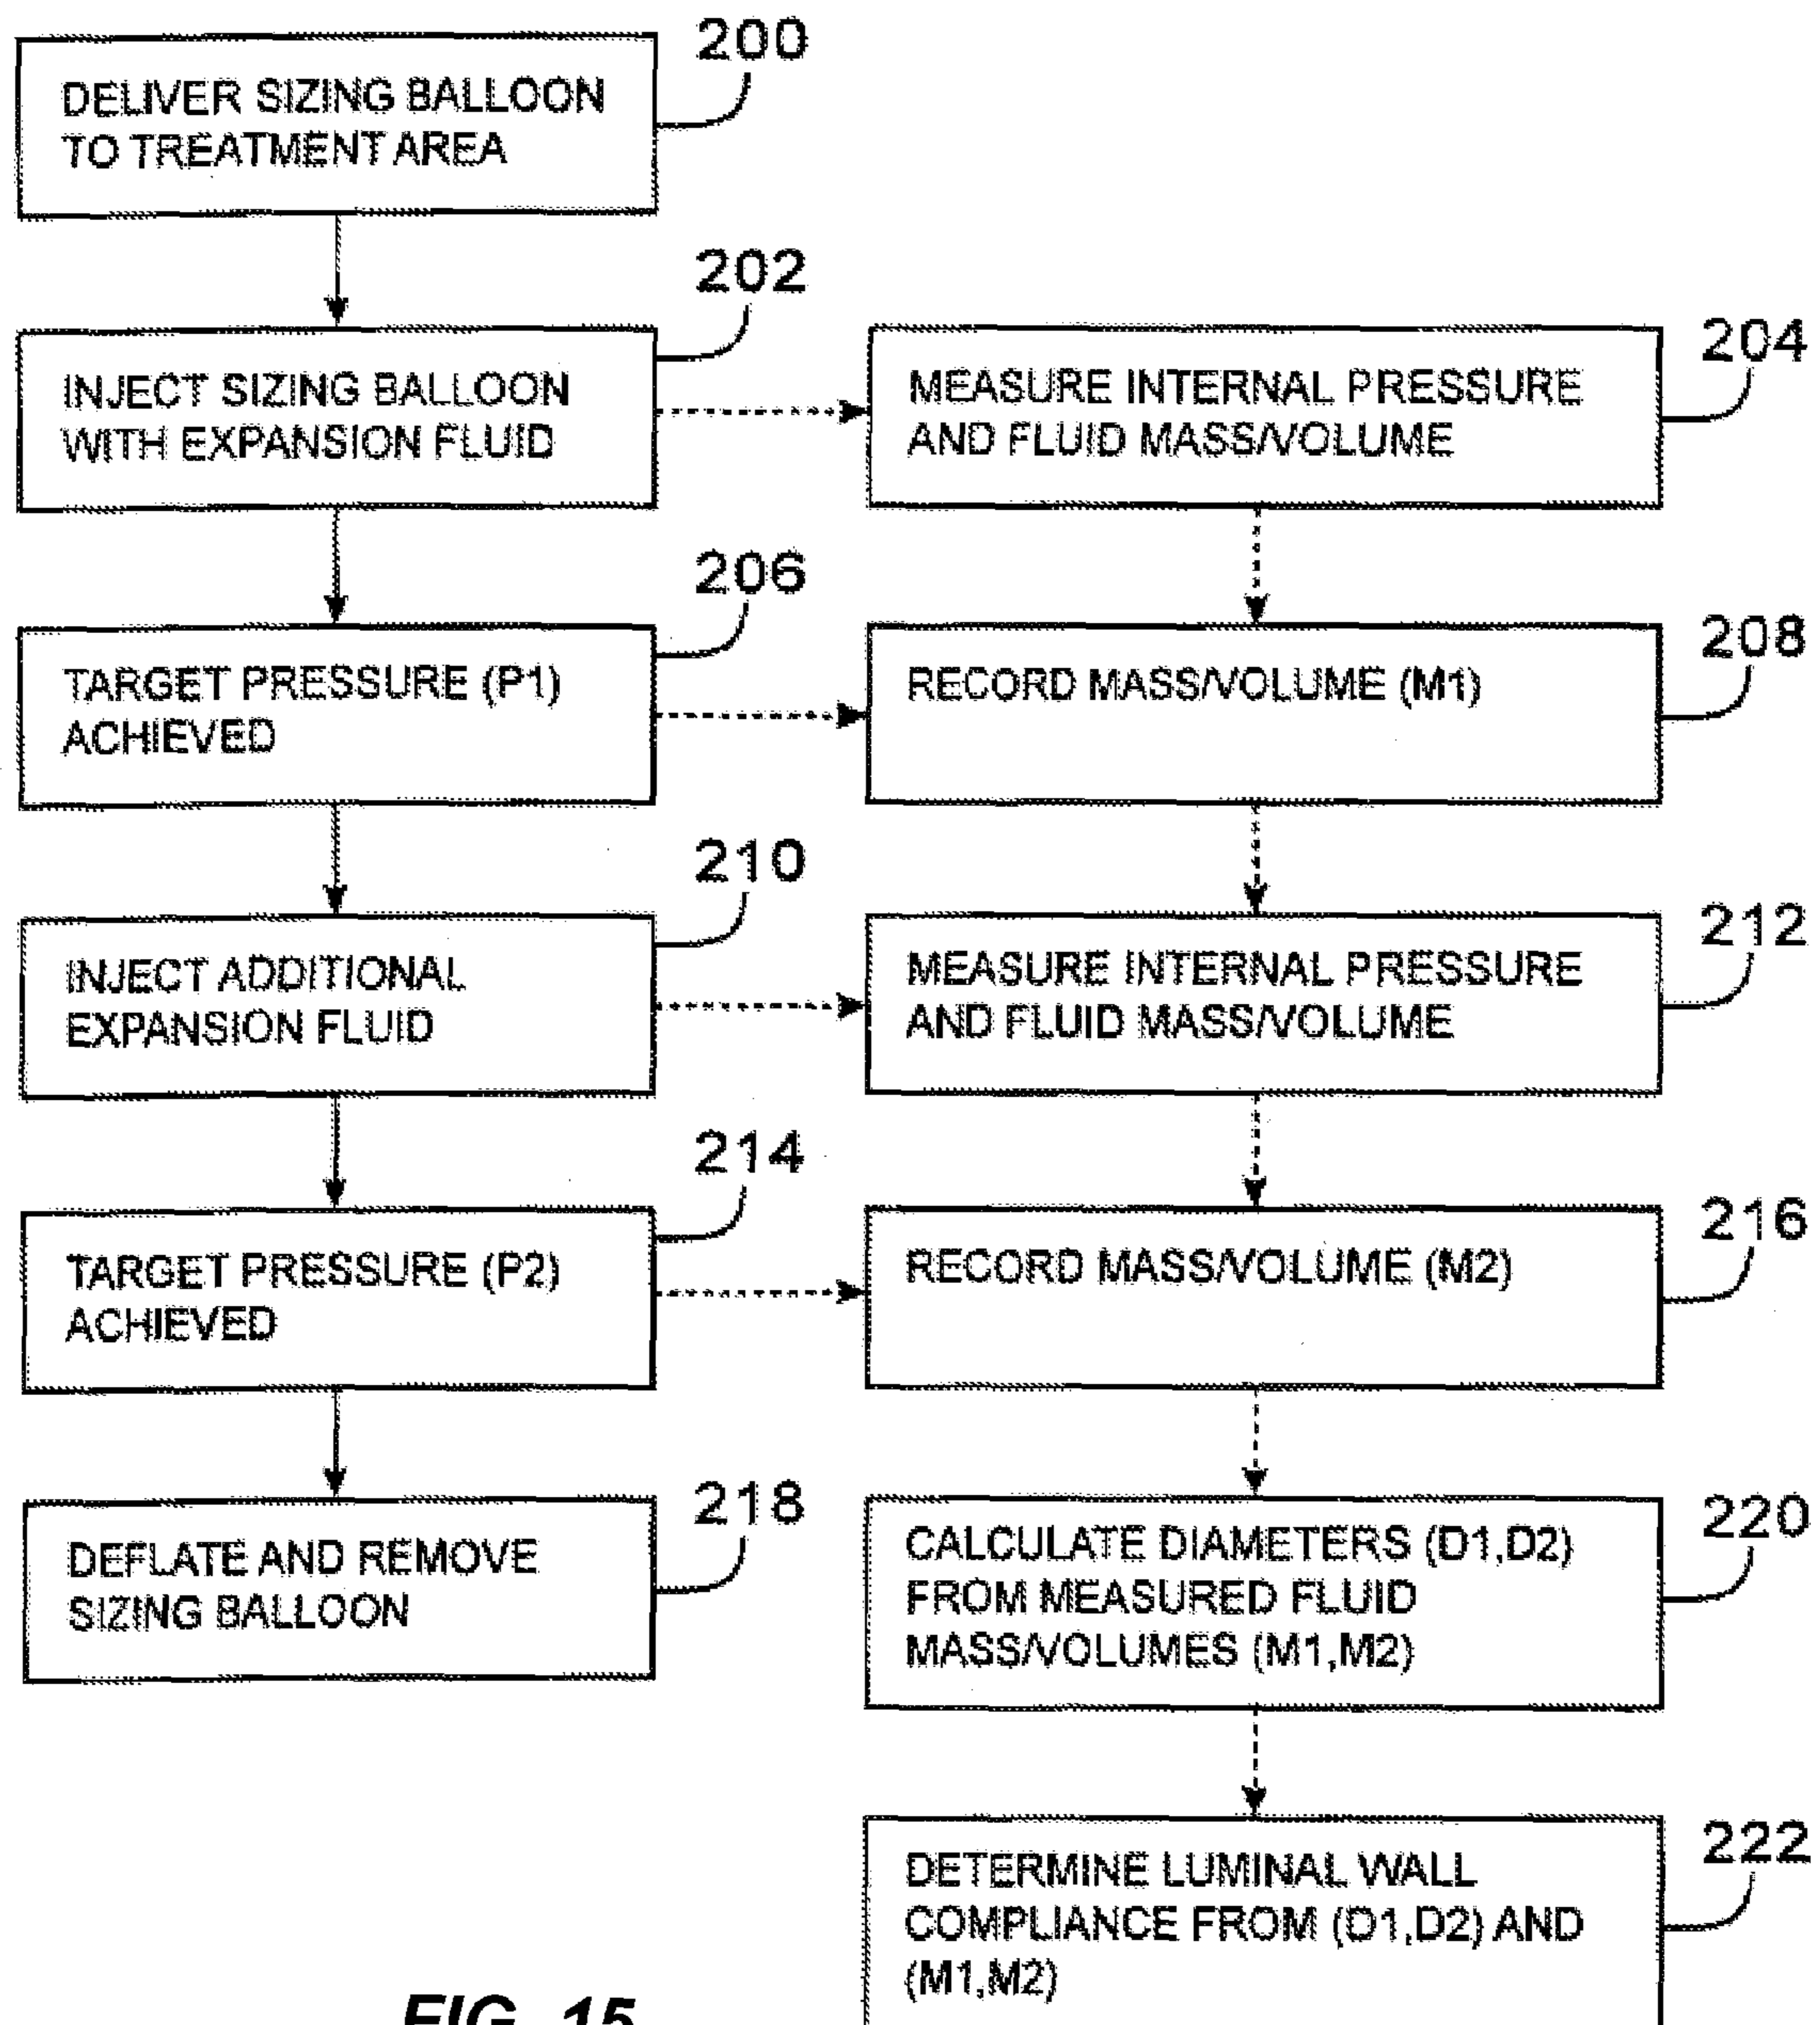 200
DELIVER SIZING BALLOON
TO TREATMENT AREA
202
INJECT SIZING BALLOON
WITH EXPANSION FLUID
204
MEASURE INTERNAL PRESSURE
AND FLUID MASS/VOLUME
206
TARGET PRESSURE (P1)
ACHIEVED
208
RECORD MASS/VOLUME (M1)
210
INJECT ADDITIONAL
EXPANSION FLUID
212
MEASURE INTERNAL PRESSURE
AND FLUID MASS/VOLUME
214
TARGET PRESSURE (P2)
ACHIEVED
216
RECORD MASS/VOLUME (M2)
218
DEFLATE AND REMOVE
SIZING BALLOON
220
CALCULATE DIAMETERS (D1,D2)
FROM MEASURED FLUID
MASS/VOLUMES (M1,M2)
222
DETERMINE LUMINAL WALL
COMPLIANCE FROM (D1,D2) AND
(M1,M2)
FIG. 15